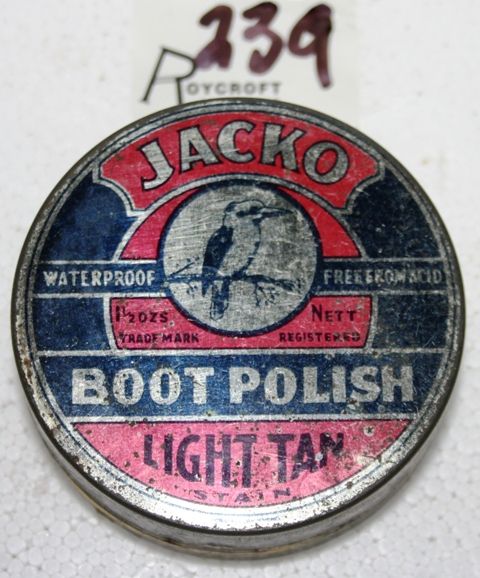 239
ROYCROFT
JACKO
WATERPROOF FREE FROM ACID
1½ OZS NETT
TRADE MARK REGISTERED
BOOT POLISH
LIGHT TAN
STAIN